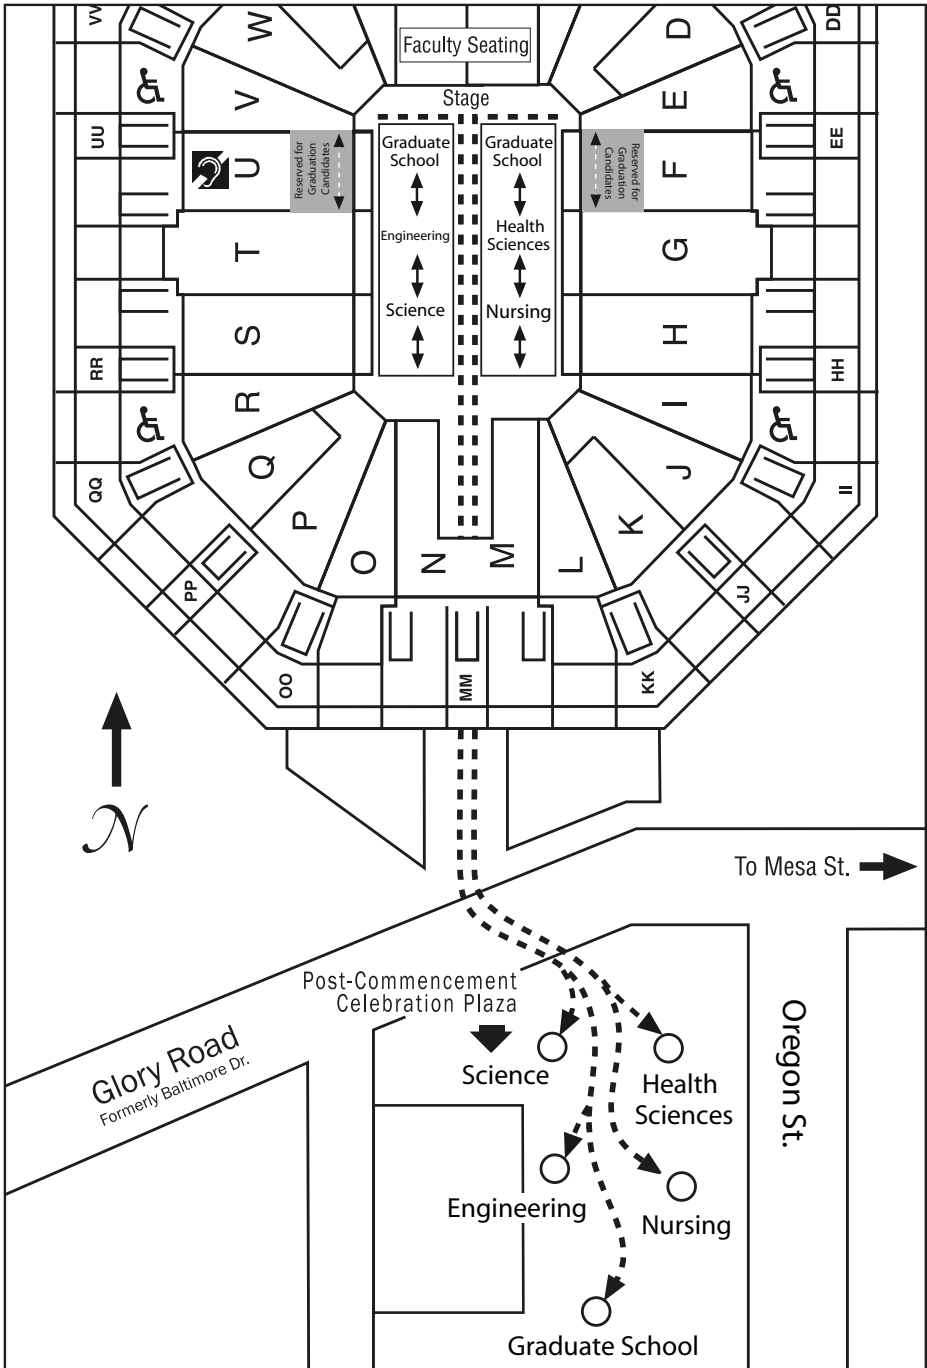 VV
W
Faculty Seating
D
DD
V
Stage
E
UU
U
Reserved for
Graduation
Candidates
Graduate
School
Graduate
School
Reserved for
Graduation
Candidates
F
EE
T
Engineering
Health
Sciences
G
S
Science
Nursing
H
RR
HH
R
I
QQ
Q
J
II
P
K
O
N
M
L
PP
JJ
OO
MM
KK
N
To Mesa St.
Post-Commencement
Celebration Plaza
Glory Road
Formerly Baltimore Dr.
Oregon St.
Science
Health
Sciences
Engineering
Nursing
Graduate School